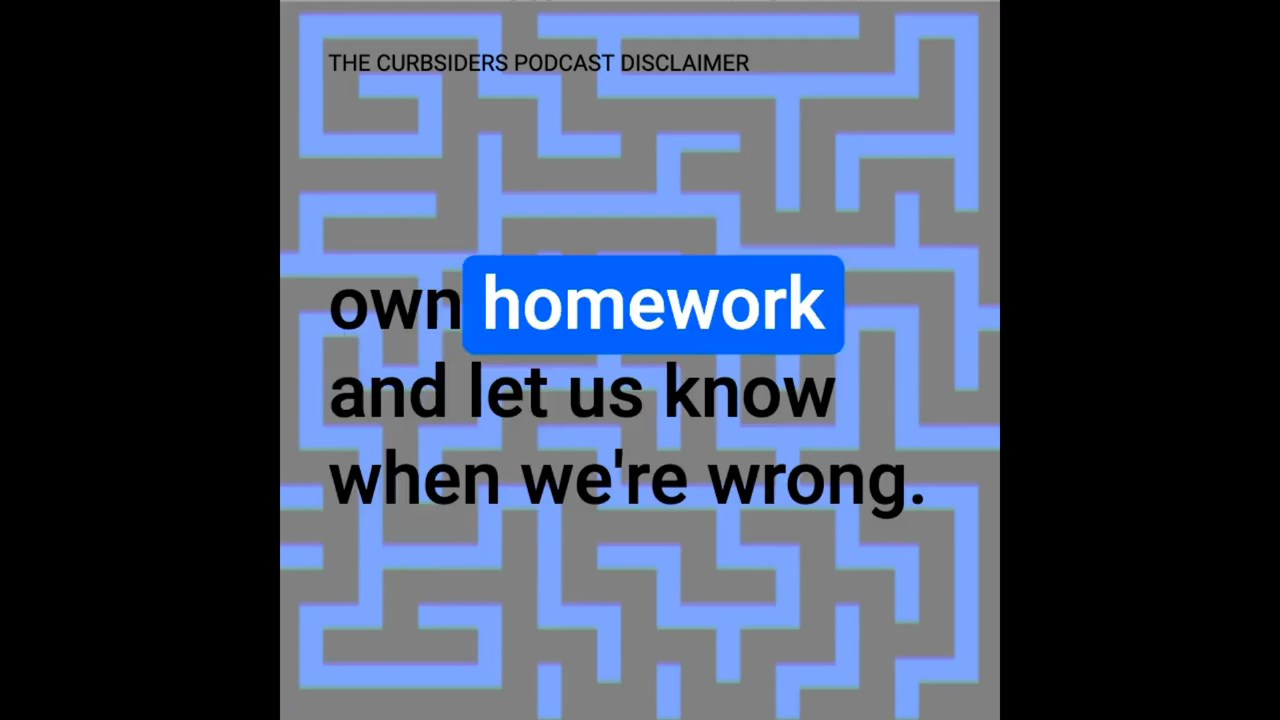 THE CURBSIDERS PODCAST DISCLAIMER
own homework
and let us know
when we're wrong.